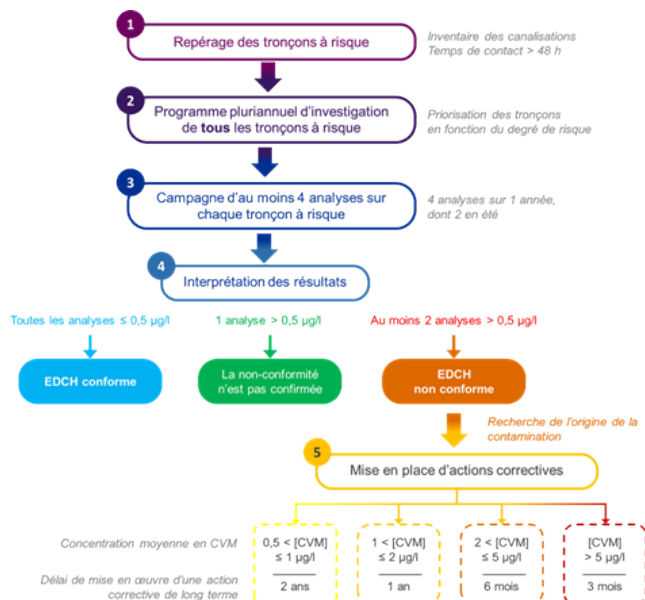 1
Repérage des tronçons à risque
Inventaire des canalisations
Temps de contact > 48 h
2
Programme pluriannuel d'investigation
de tous les tronçons à risque
Priorisation des tronçons
en fonction du degré de risque
3
Campagne d'au moins 4 analyses sur
chaque tronçon à risque
4 analyses sur 1 année,
dont 2 en été
4
Interprétation des résultats
Toutes les analyses ≤ 0,5 µg/l
1 analyse > 0,5 µg/l
Au moins 2 analyses > 0,5 µg/l
EDCH conforme
La non-conformité
n'est pas confirmée
EDCH
non conforme
Recherche de l'origine de la
contamination
5
Mise en place d'actions correctives
Concentration moyenne en CVM
0,5 < [CVM]
≤ 1 µg/l
1 < [CVM]
≤ 2 µg/l
2 < [CVM]
≤ 5 µg/l
[CVM]
> 5 µg/l
Délai de mise en œuvre d'une action
corrective de long terme
2 ans
1 an
6 mois
3 mois